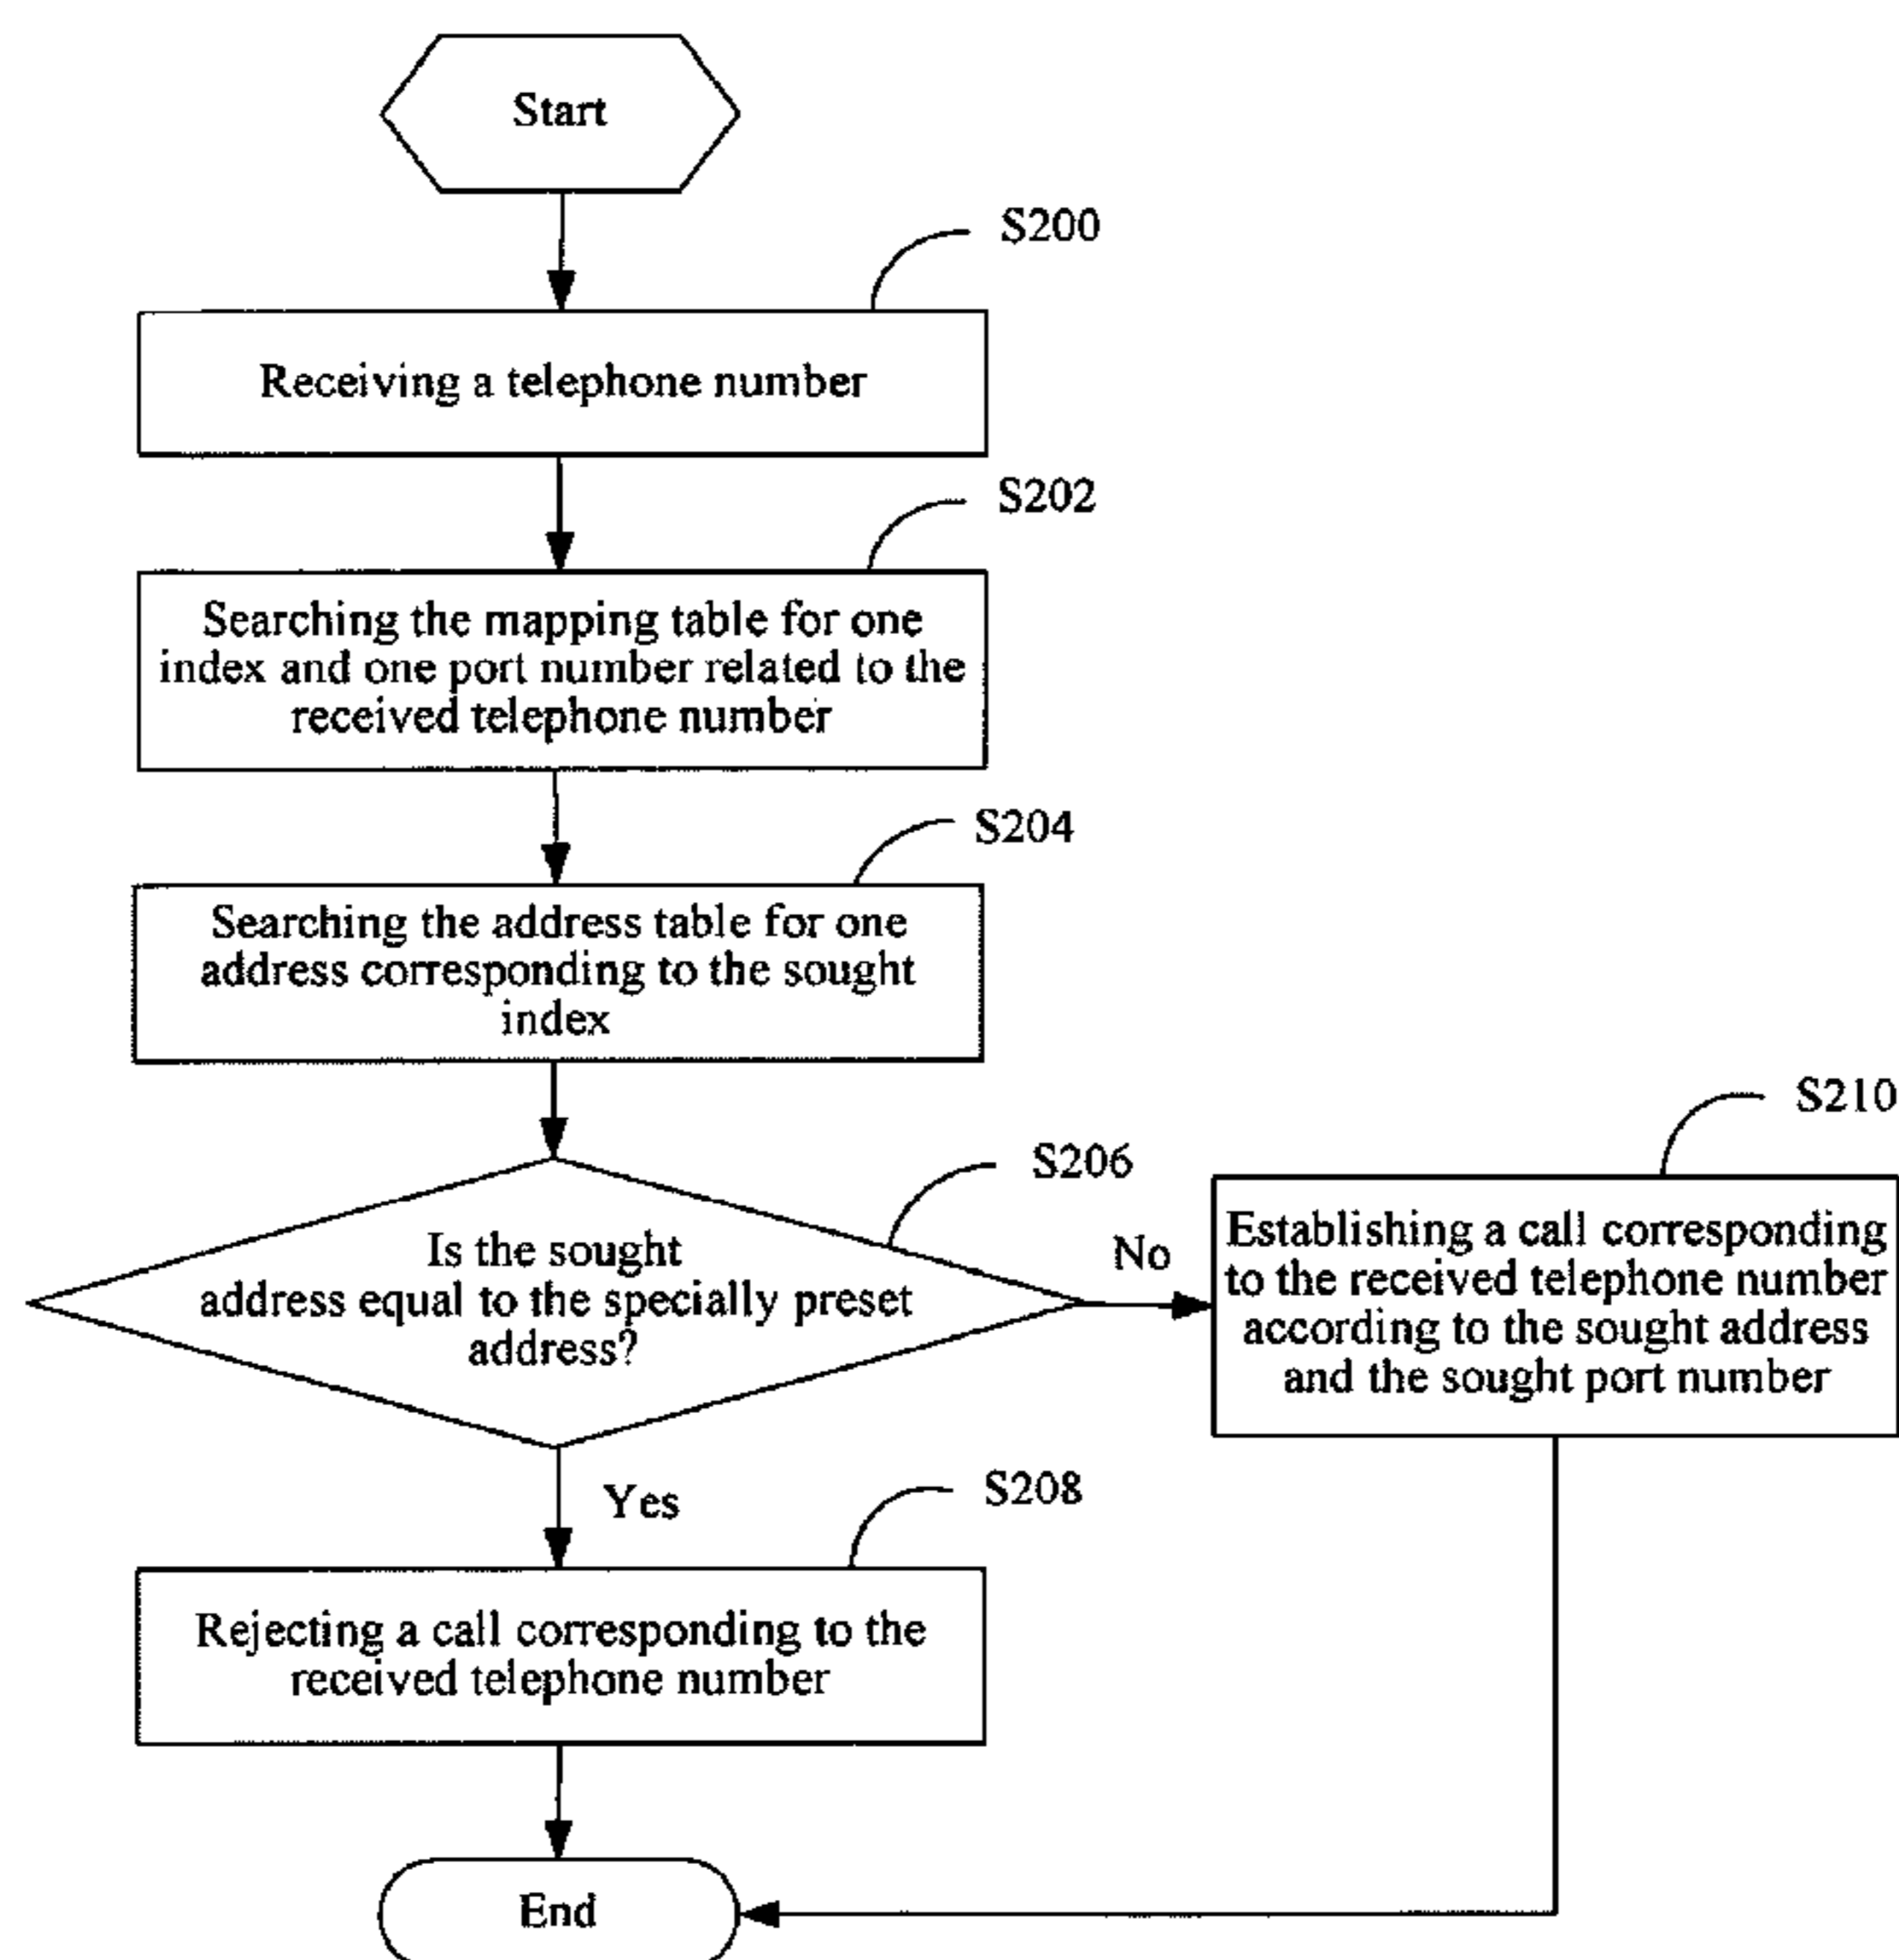 Start
S200
Receiving a telephone number
S202
Searching the mapping table for one
index and one port number related to the
received telephone number
S204
Searching the address table for one
address corresponding to the sought
index
S206
Is the sought
address equal to the specially preset
address?
No
S210
Establishing a call corresponding
to the received telephone number
according to the sought address
and the sought port number
Yes
S208
Rejecting a call corresponding to the
received telephone number
End